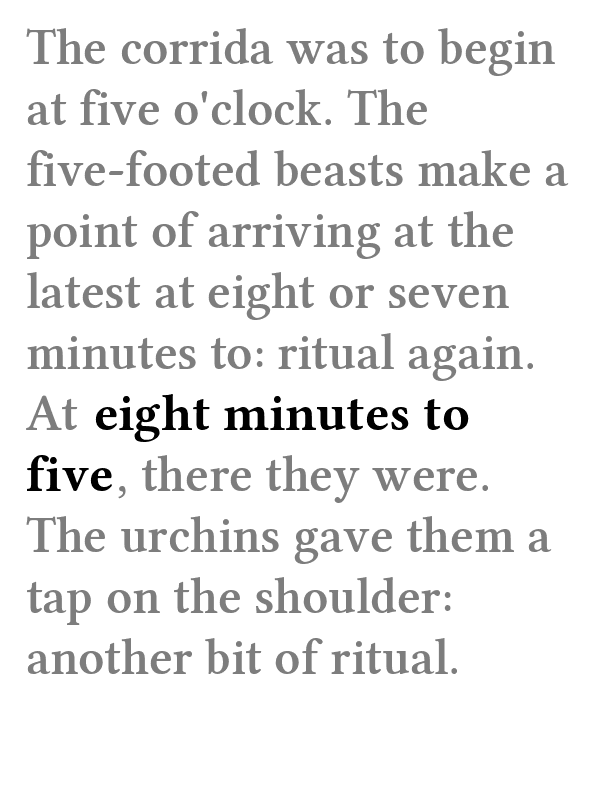 The corrida was to begin
at five o'clock. The
five-footed beasts make a
point of arriving at the
latest at eight or seven
minutes to: ritual again.
At eight minutes to
five, there they were.
The urchins gave them a
tap on the shoulder:
another bit of ritual.